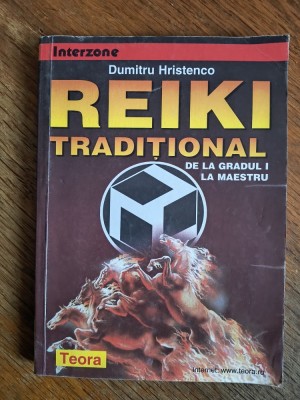 Interzone
Dumitru Hristenco
REIKI
TRADIȚIONAL
DE LA GRADUL I
LA MAESTRU
Teora
internet: www.teora.ro